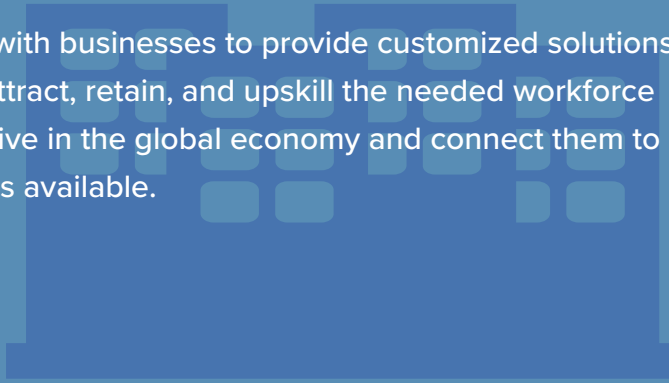 with businesses to provide customized solutions
ttract, retain, and upskill the needed workforce
ive in the global economy and connect them to
s available.